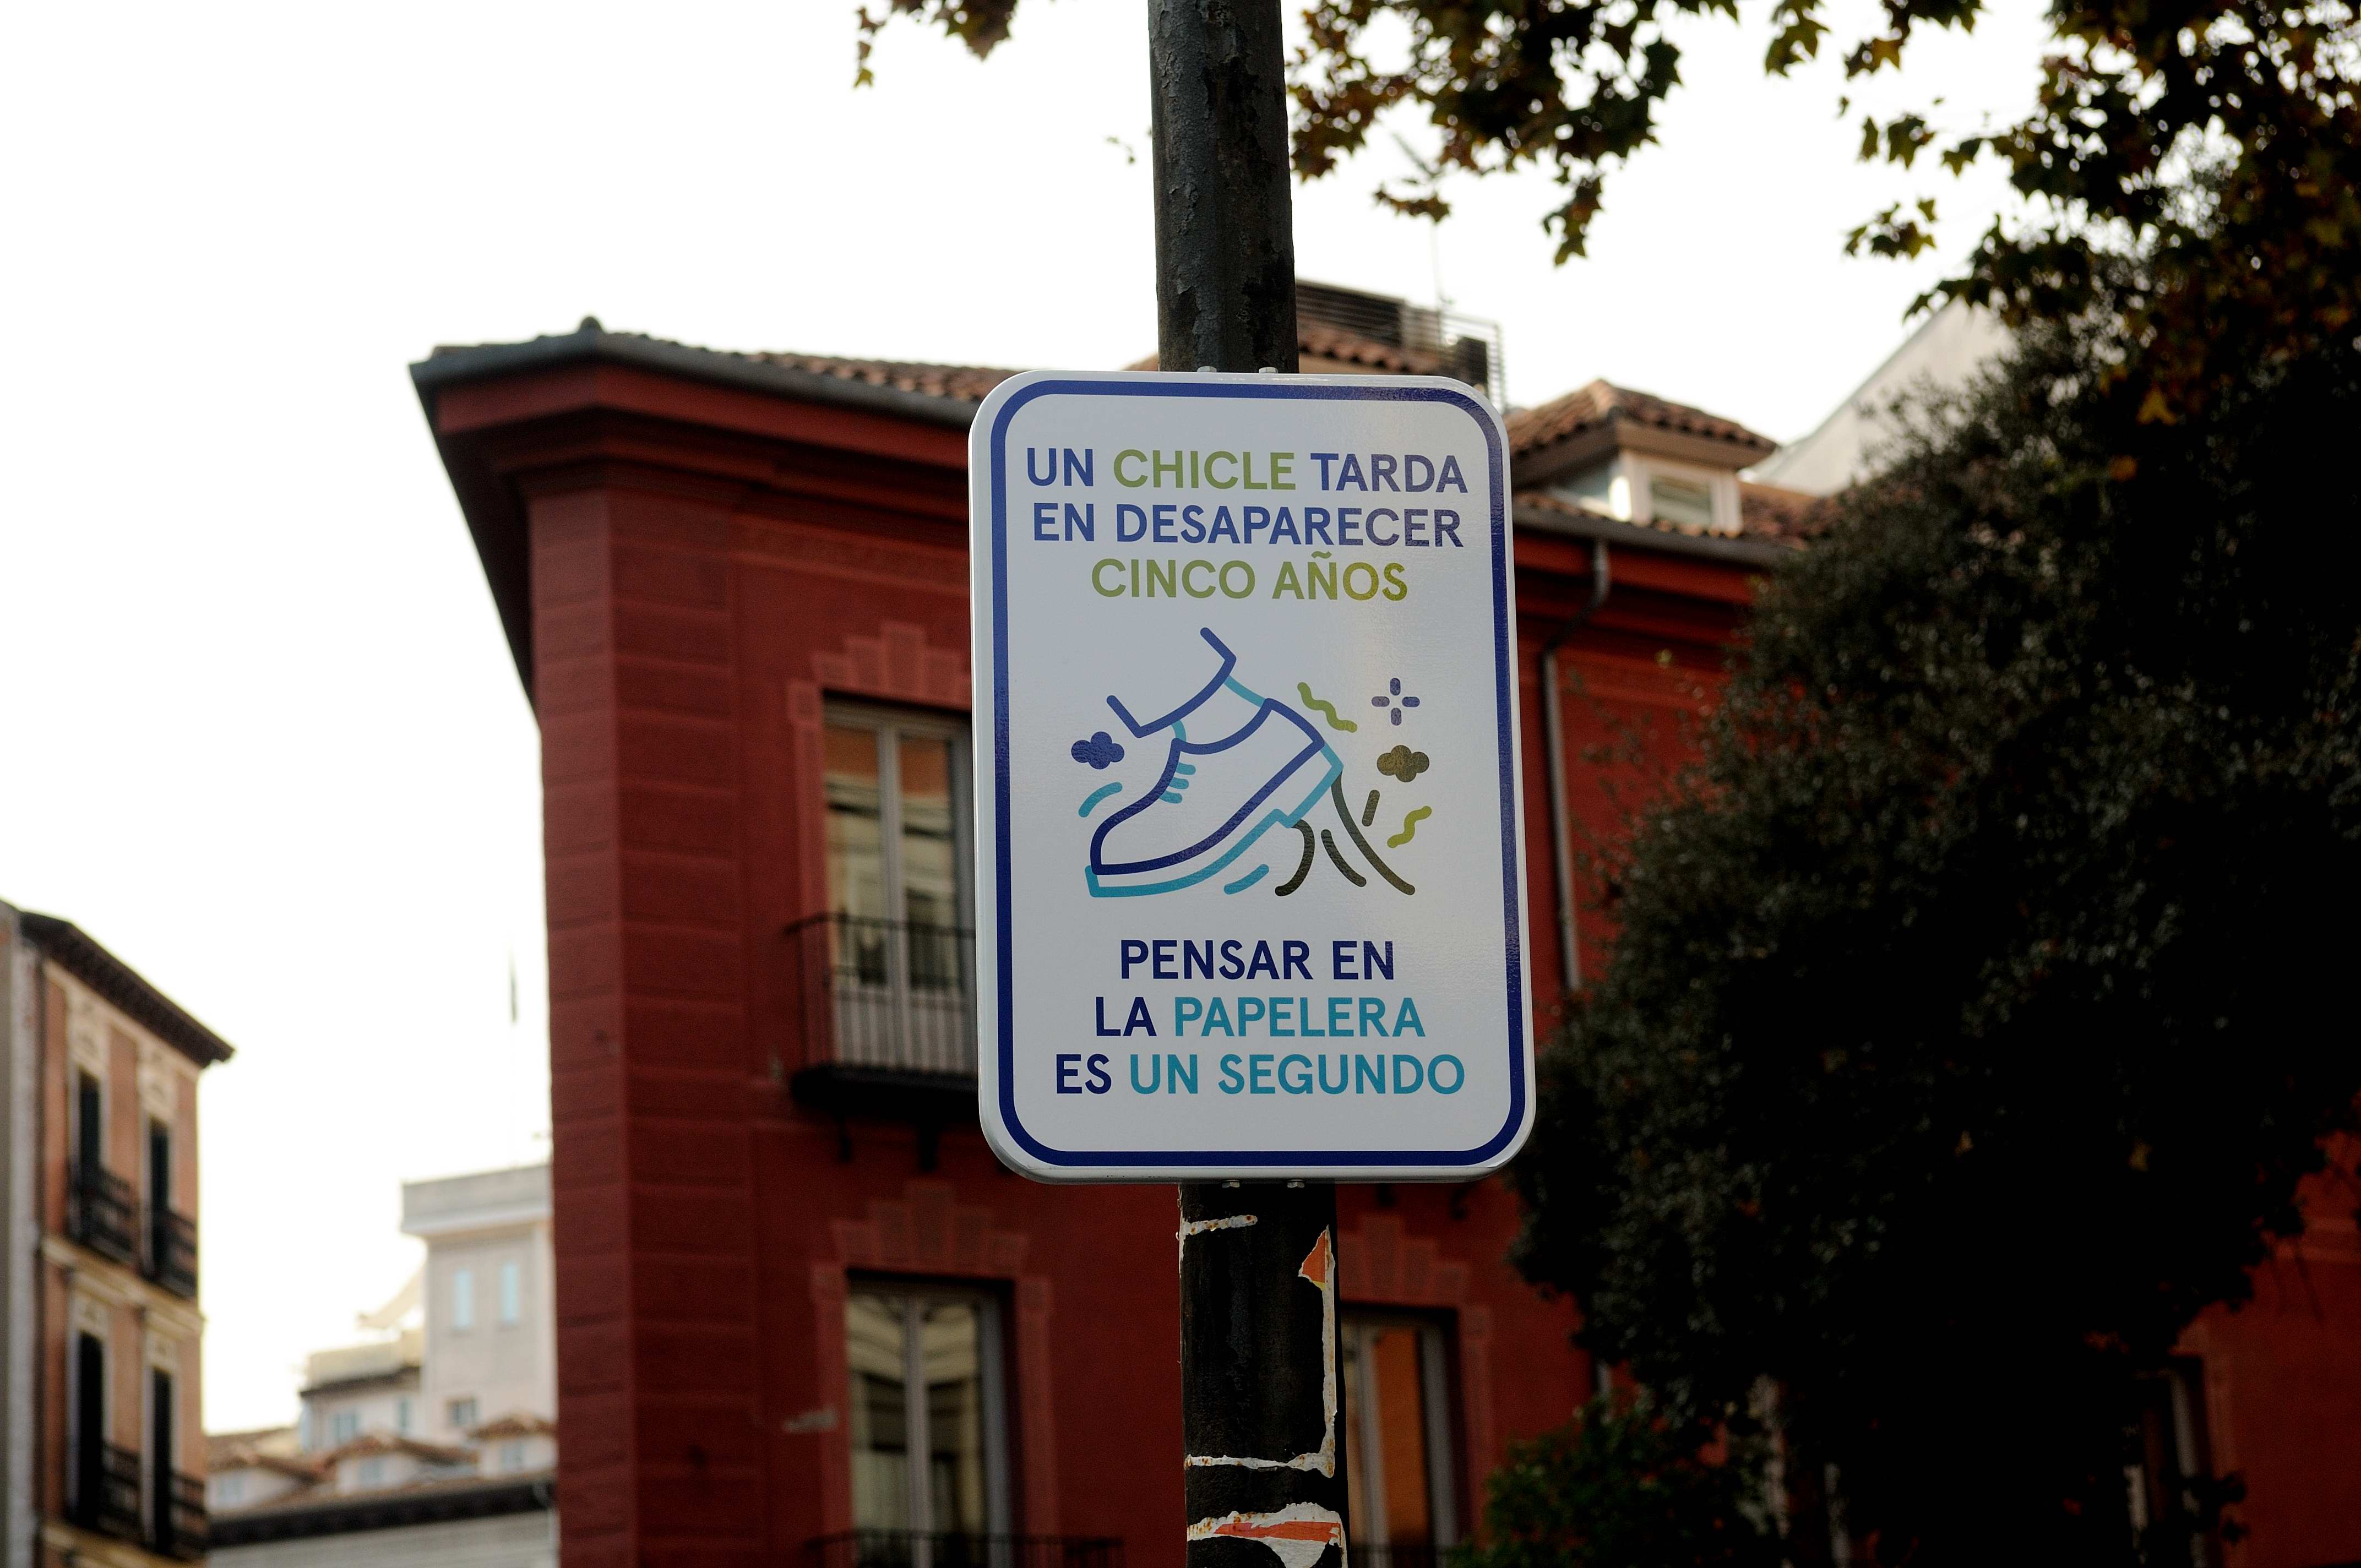 UN CHICLE TARDA
EN DESAPARECER
CINCO AÑOS
PENSAR EN
LA PAPELERA
ES UN SEGUNDO